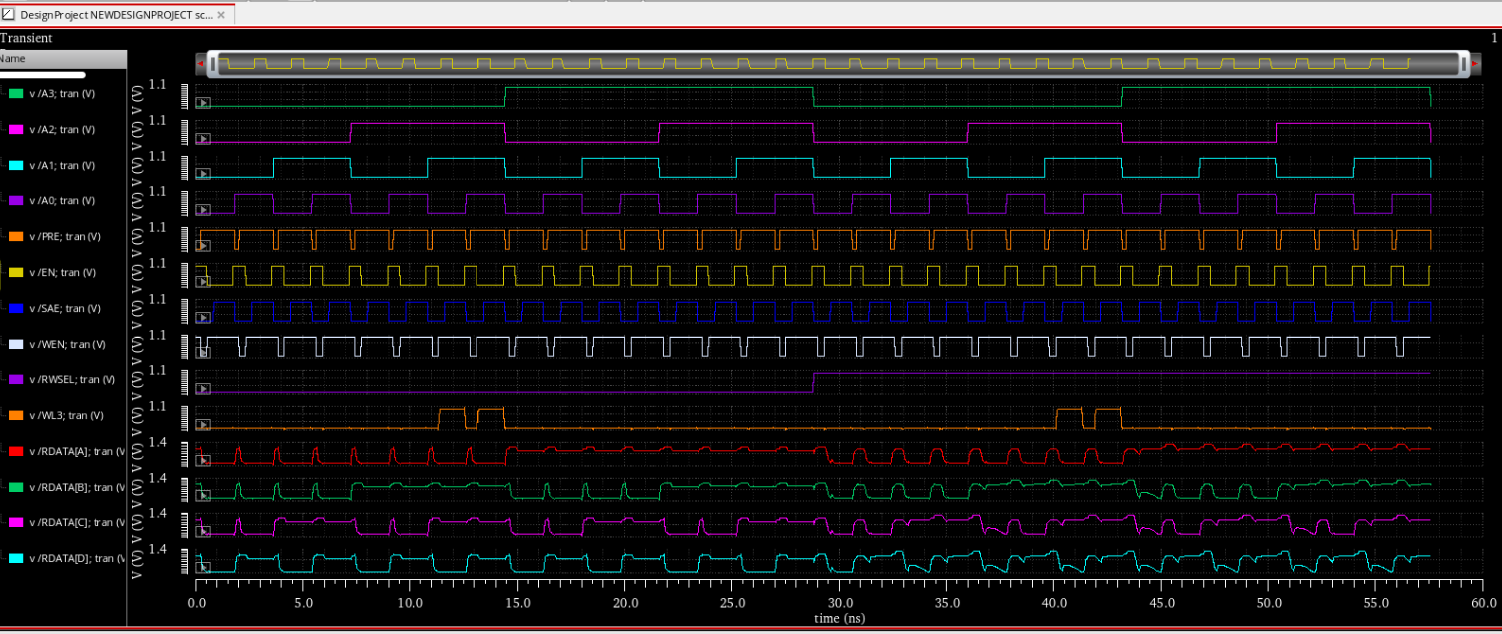 DesignProject NEWDESIGNPROJECT sc... ×
Transient
1
Name
v /A3; tran (V)
V (V)
1.1
v /A2; tran (V)
V (V)
1.1
v /A1; tran (V)
V (V)
1.1
v /A0; tran (V)
V (V)
1.1
v /PRE; tran (V)
V (V)
1.1
v /EN; tran (V)
V (V)
1.1
v /SAE; tran (V)
V (V)
1.1
v /WEN; tran (V)
V (V)
1.1
v /RWSEL; tran (V)
V (V)
1.1
v /WL3; tran (V)
V (V)
1.1
v /RDATA[A]; tran (V
V (V)
1.4
v /RDATA[B]; tran (V
V (V)
1.4
v /RDATA[C]; tran (V
V (V)
1.4
v /RDATA[D]; tran (V
V (V)
1.4
0.0 5.0 10.0 15.0 20.0 25.0 30.0 35.0 40.0 45.0 50.0 55.0 60.0
time (ns)